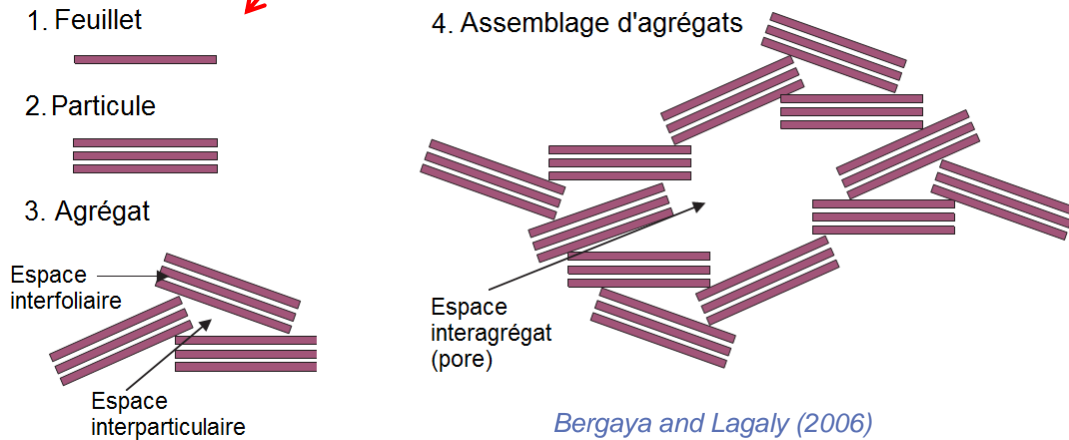 1. Feuillet
2. Particule
3. Agrégat
Espace
interfoliaire
Espace
interparticulaire
4. Assemblage d'agrégats
Espace
interagrégat
(pore)
Bergaya and Lagaly (2006)